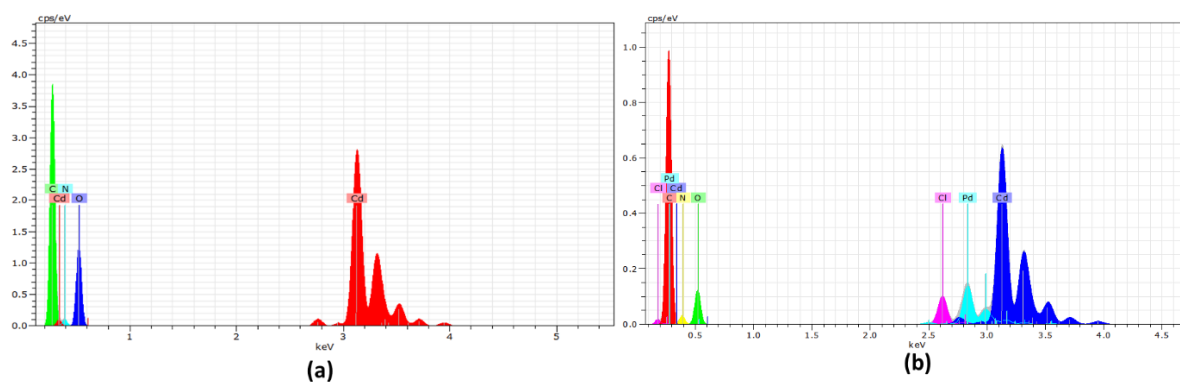 cps/eV
4.5
4.0
3.5
3.0
2.5
2.0
1.5
1.0
0.5
0.0
C N
Cd O
Cd
1 2 3 4 5
keV
(a)
cps/eV
1.0
0.8
0.6
0.4
0.2
0.0
Pd
Cl Cd
C N O
Cl Pd Cd
0.5 1.0 1.5 2.0 2.5 3.0 3.5 4.0 4.5
keV
(b)